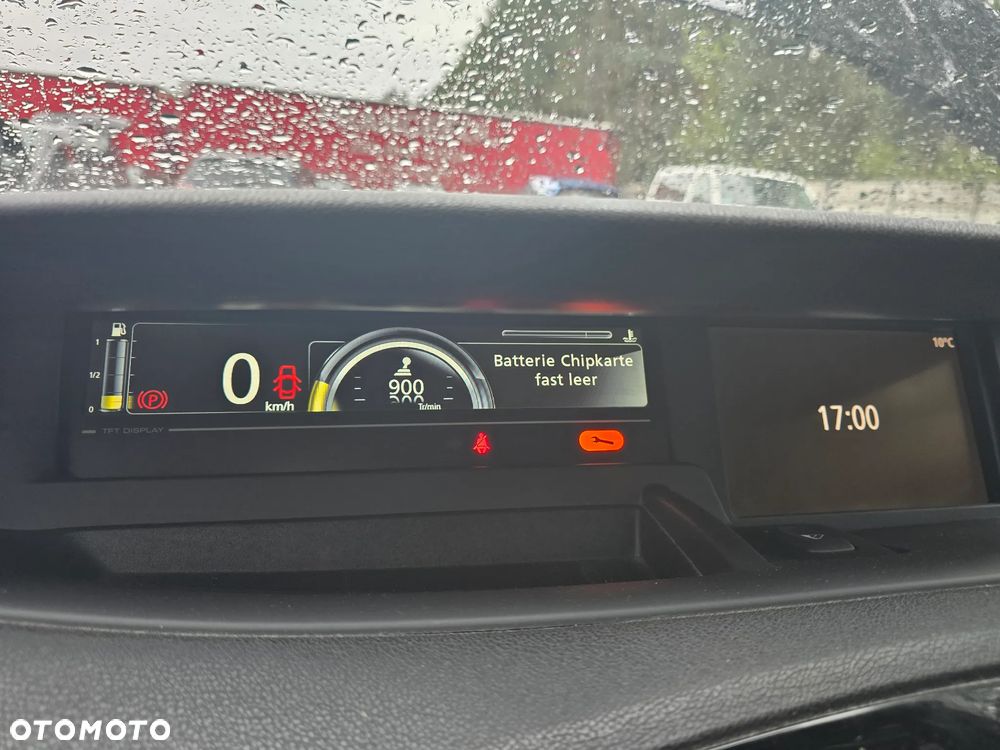 10°C
1
1/2
0
0
km/h
900
Tr/min
Batterie Chipkarte
fast leer
17:00
TFT DISPLAY
OTOMOTO